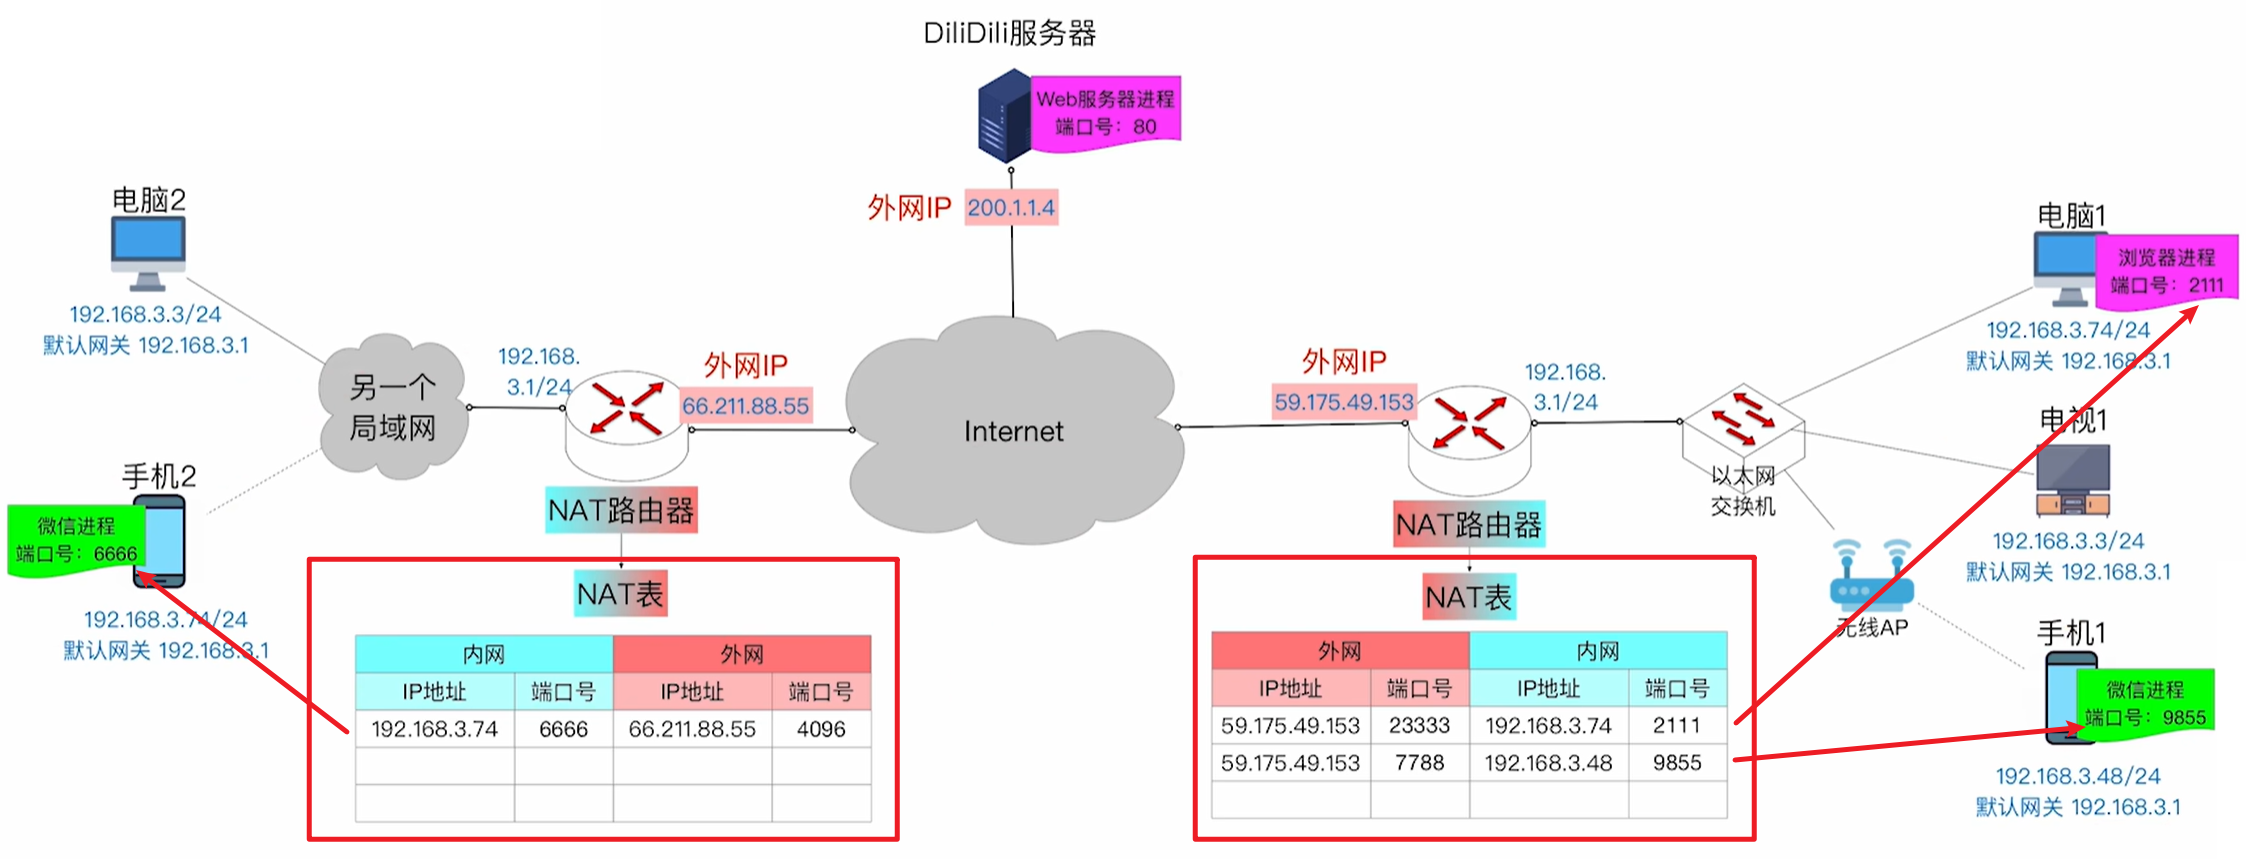 DiliDili服务器
Web服务器进程
端口号：80
外网IP 200.1.1.4
电脑2
192.168.3.3/24
默认网关 192.168.3.1
另一个
局域网
手机2
微信进程
端口号：6666
192.168.3.74/24
默认网关 192.168.3.1
192.168.
3.1/24
外网IP
66.211.88.55
NAT路由器
NAT表
内网 外网
IP地址 端口号 IP地址 端口号
192.168.3.74 6666 66.211.88.55 4096
Internet
外网IP
59.175.49.153
192.168.
3.1/24
NAT路由器
NAT表
外网 内网
IP地址 端口号 IP地址 端口号
59.175.49.153 23333 192.168.3.74 2111
59.175.49.153 7788 192.168.3.48 9855
以太网
交换机
电脑1
浏览器进程
端口号：2111
192.168.3.74/24
默认网关 192.168.3.1
电视1
192.168.3.3/24
默认网关 192.168.3.1
无线AP
手机1
微信进程
端口号：9855
192.168.3.48/24
默认网关 192.168.3.1